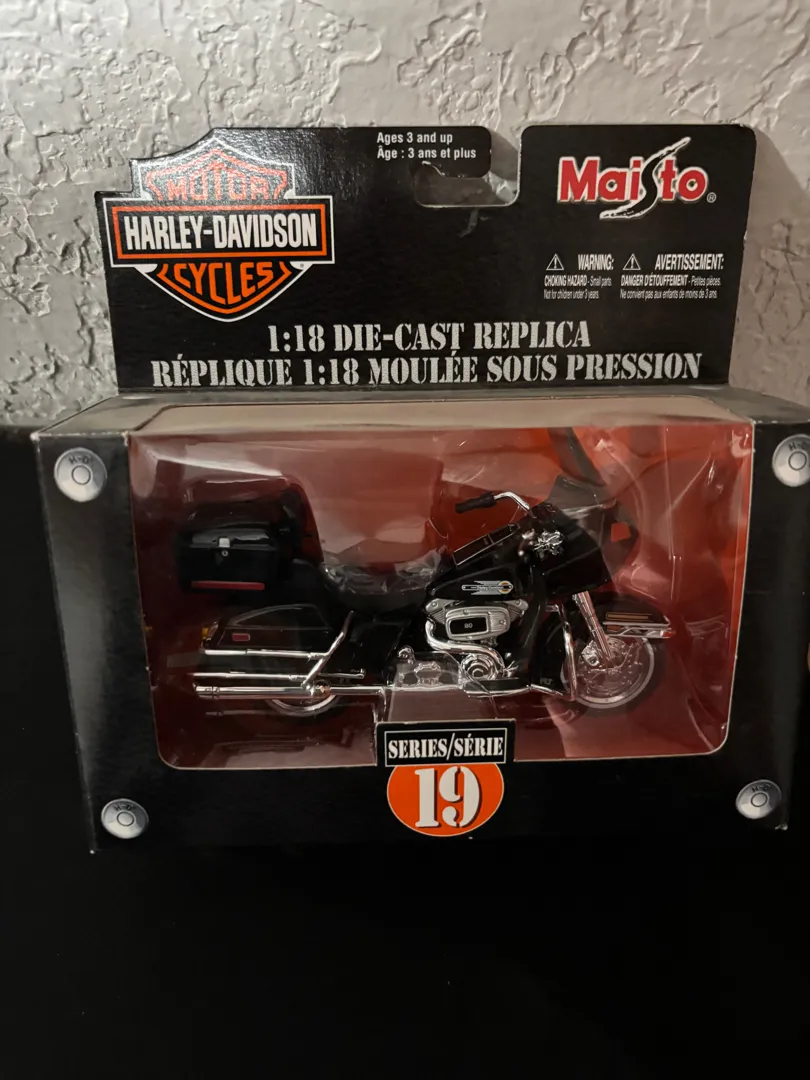 Ages 3 and up
Âge : 3 ans et plus
MOTOR
HARLEY-DAVIDSON
CYCLES
®
Maisto®
WARNING:
CHOKING HAZARD - Small parts.
Not for children under 3 years.
AVERTISSEMENT:
DANGER D'ÉTOUFFEMENT - Petites pièces.
Ne convient pas aux enfants de moins de 3 ans.
1:18 DIE-CAST REPLICA
RÉPLIQUE 1:18 MOULÉE SOUS PRESSION
H-D
H-D
80
SERIES/SÉRIE
19
H-D
H-D